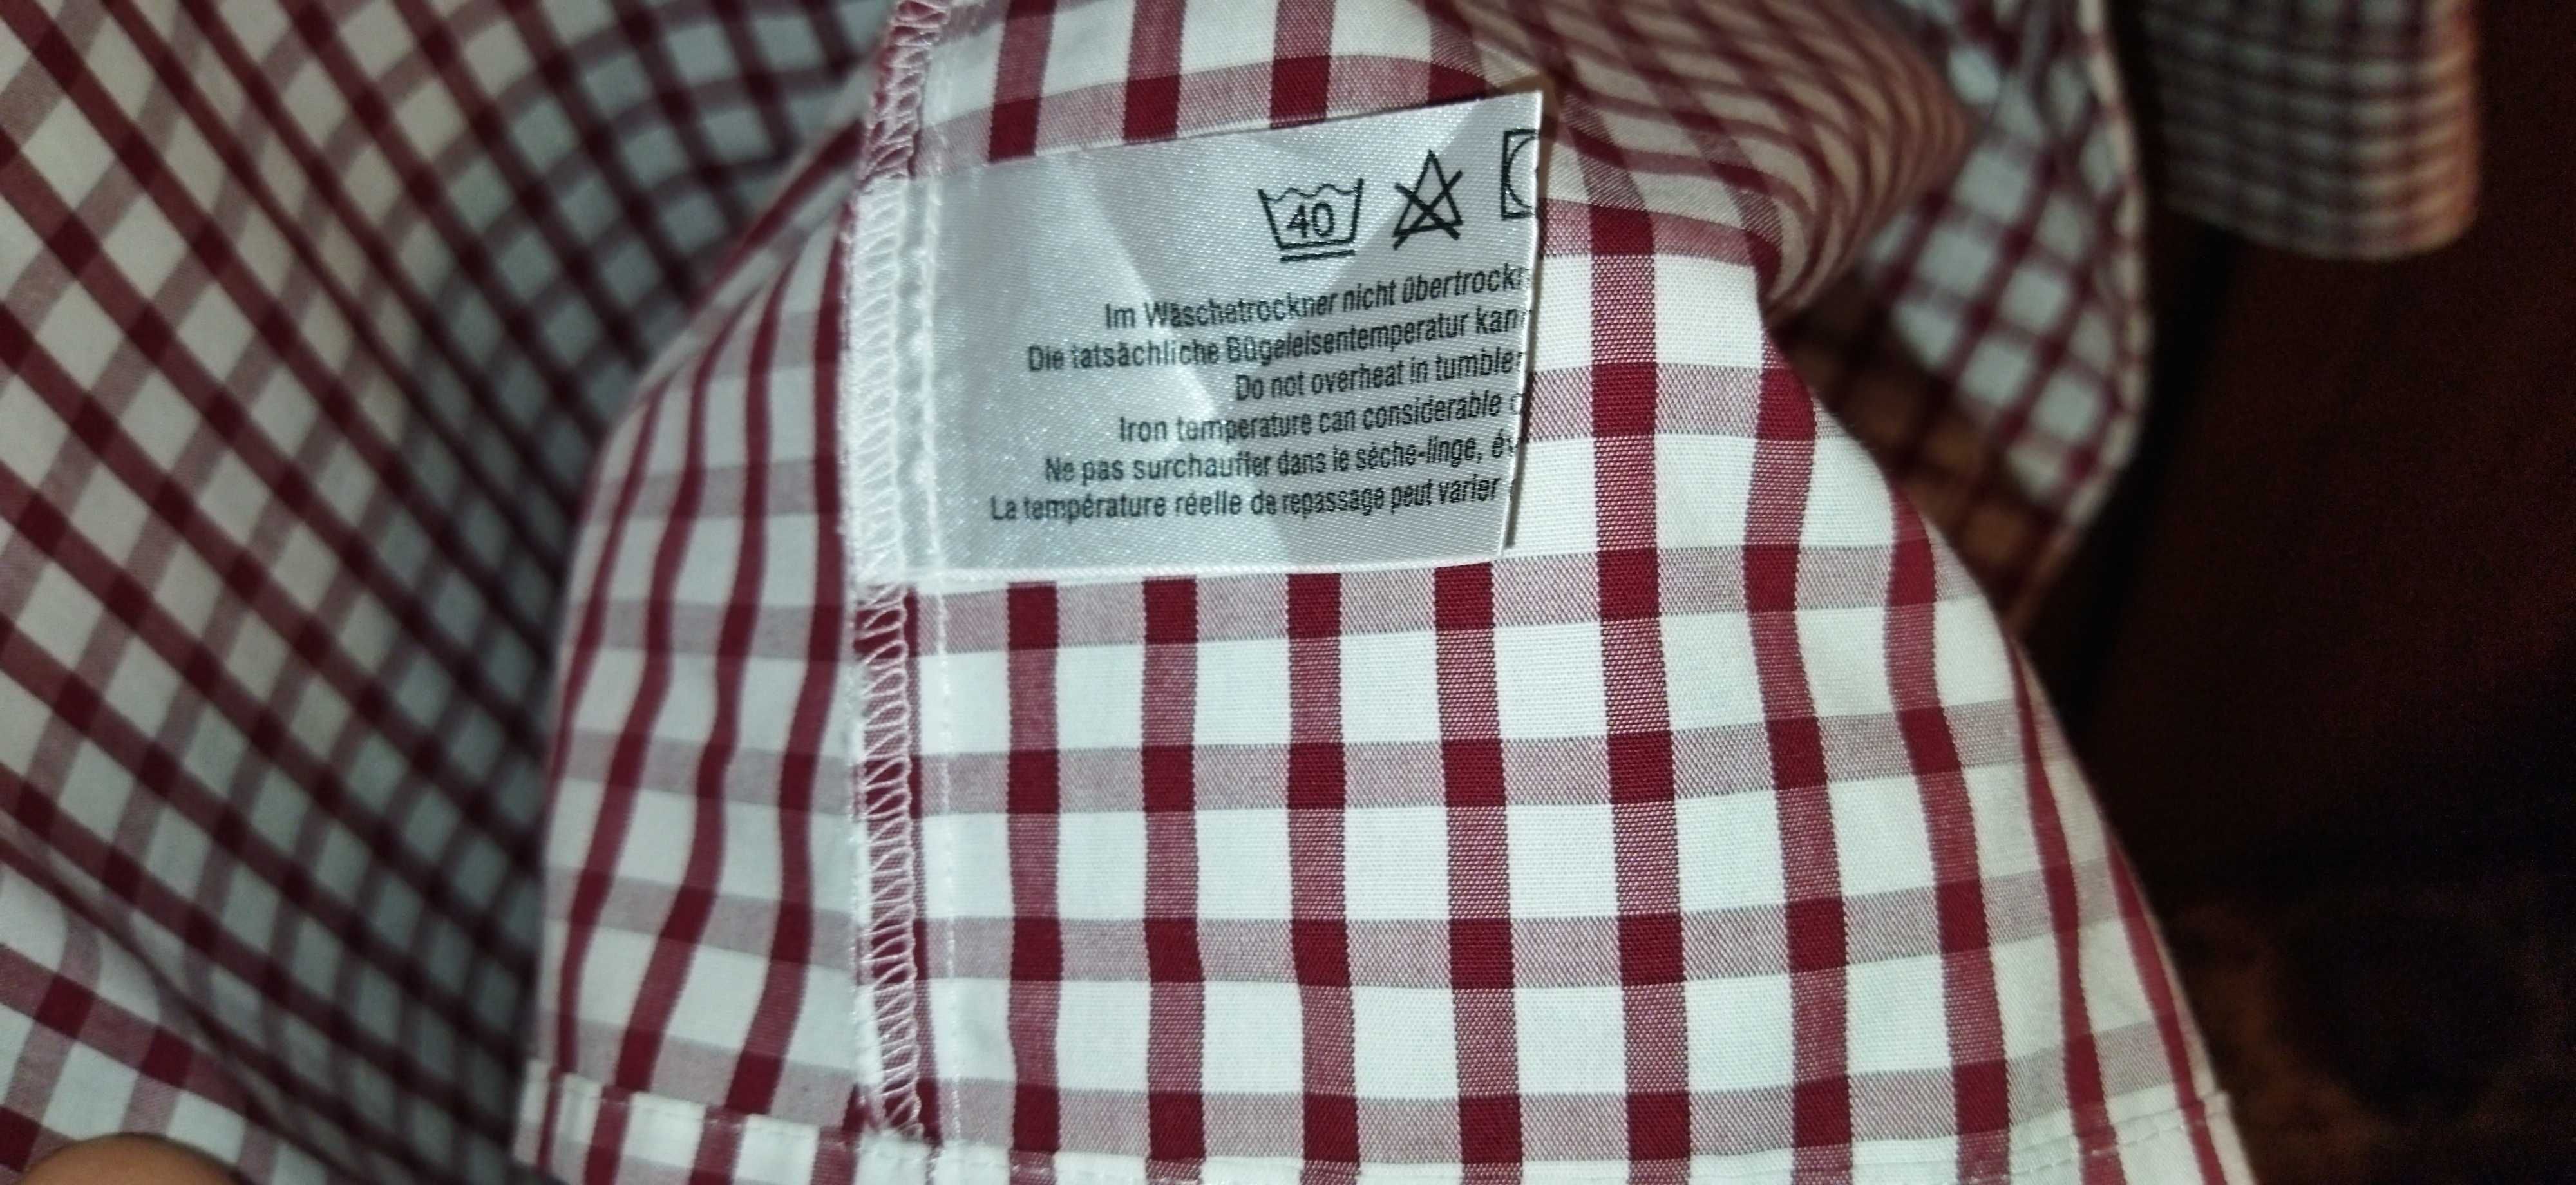 40
Im Wäschetrockner nicht übertrockn
Die tatsächliche Bügeleisentemperatur kan
Do not overheat in tumble
Iron temperature can considerable
Ne pas surchauffer dans le sèche-linge, év
La température réelle de repassage peut varier